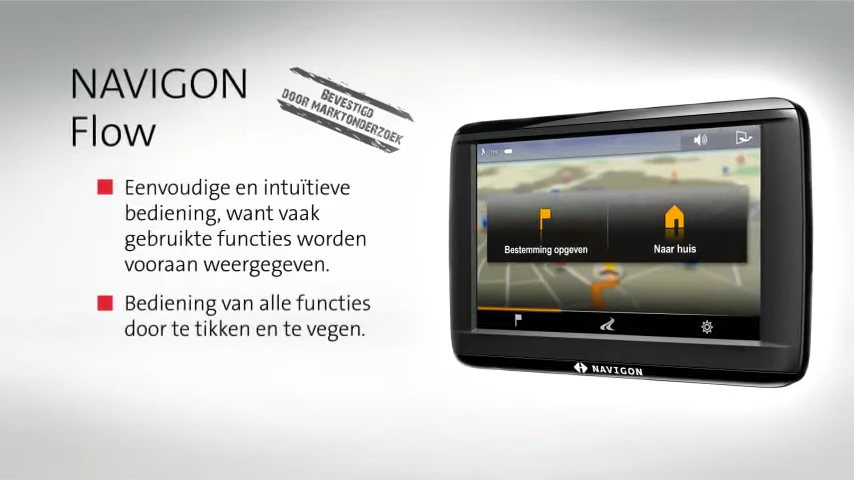 NAVIGON
Flow
BEVESTIGD
DOOR MARKTONDERZOEK
Eenvoudige en intuïtieve
bediening, want vaak
gebruikte functies worden
vooraan weergegeven.
Bediening van alle functies
door te tikken en te vegen.
Bestemming opgeven
Naar huis
NAVIGON